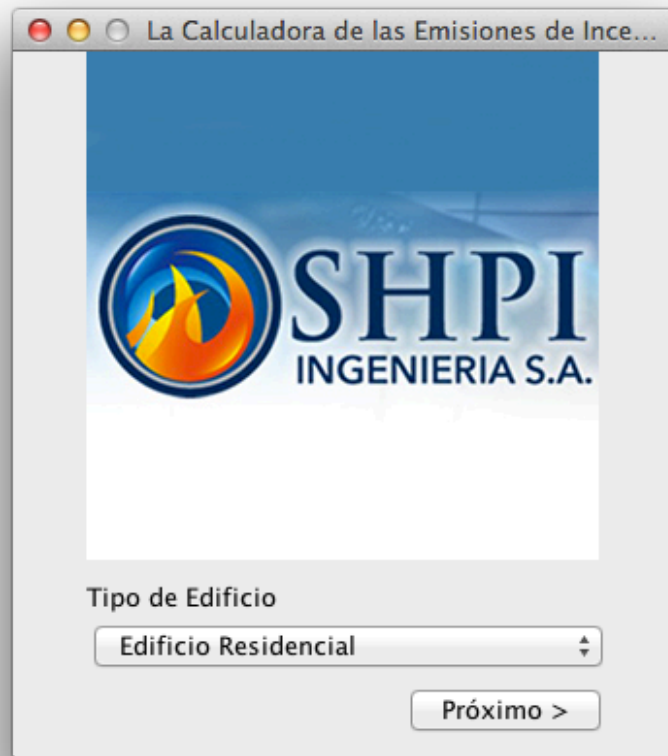 La Calculadora de las Emisiones de Ince...
SHPI
INGENIERIA S.A.
Tipo de Edificio
Edificio Residencial
Próximo >